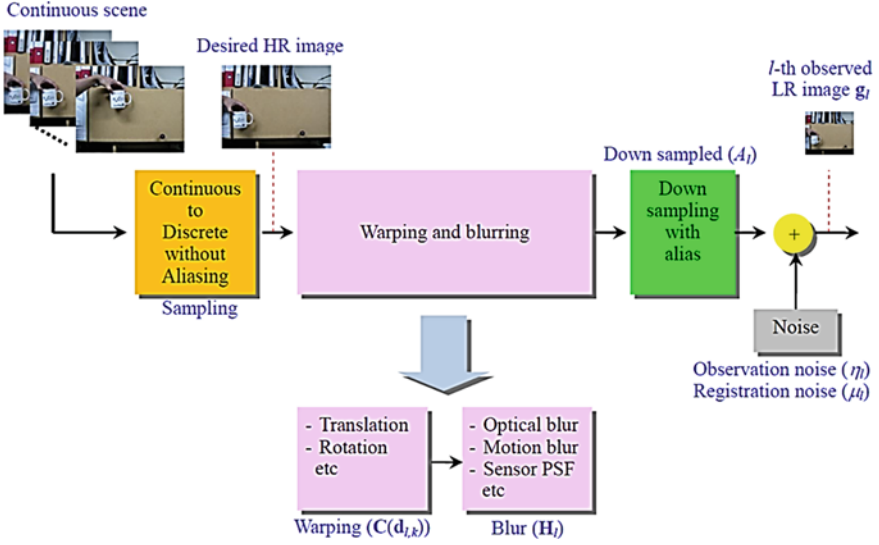 Continuous scene
Desired HR image
l-th observed
LR image g_l
Continuous
to
Discrete
without
Aliasing
Sampling
Warping and blurring
Down sampled (A_l)
Down
sampling
with
alias
+
Noise
Observation noise (η_l)
Registration noise (μ_l)
- Translation
- Rotation
etc
Warping (C(d_{l,k}))
- Optical blur
- Motion blur
- Sensor PSF
etc
Blur (H_l)